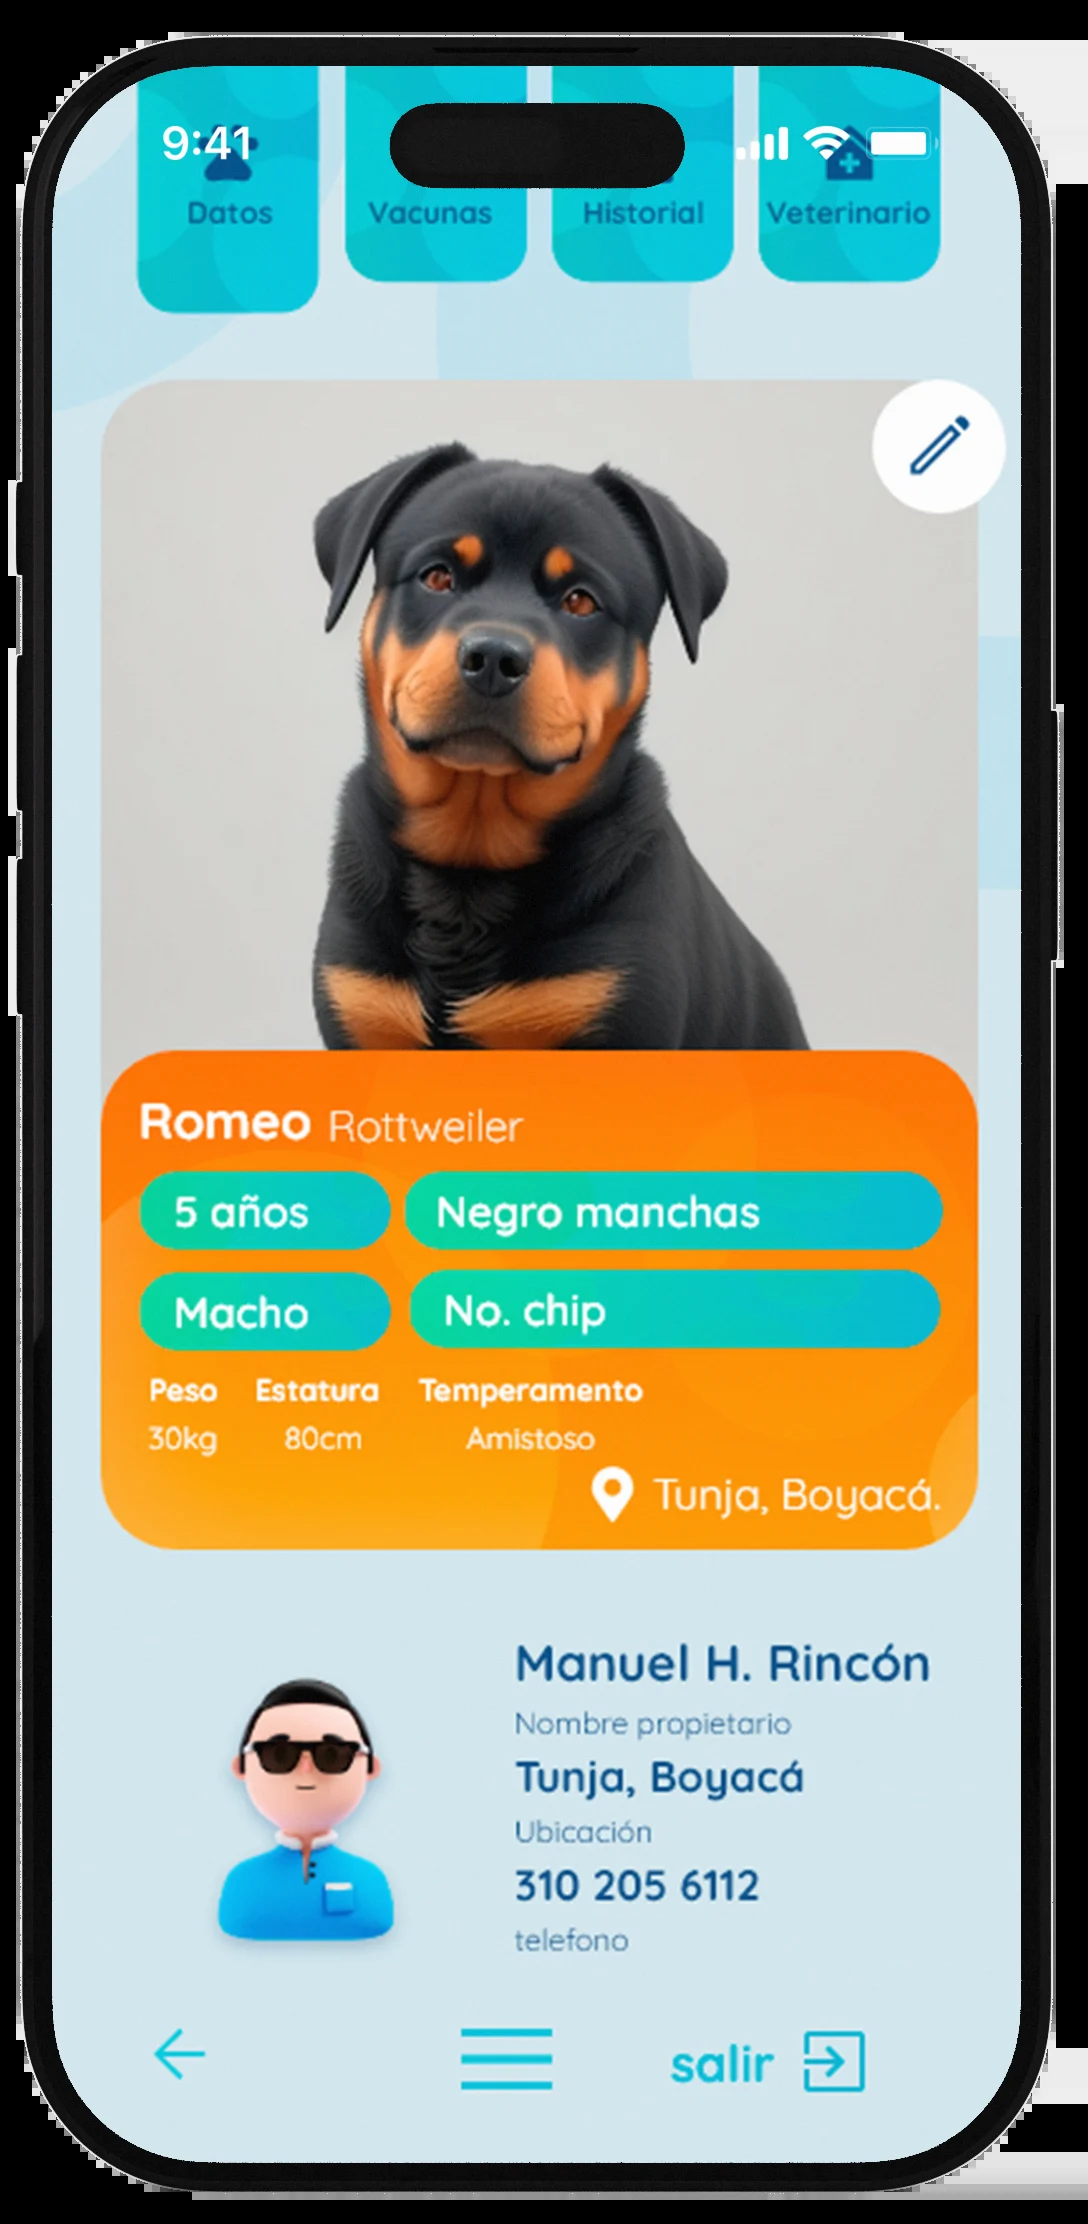 9:41
Datos Vacunas Historial Veterinario
Romeo Rottweiler
5 años Negro manchas
Macho No. chip
Peso Estatura Temperamento
30kg 80cm Amistoso
Tunja, Boyacá.
Manuel H. Rincón
Nombre propietario
Tunja, Boyacá
Ubicación
310 205 6112
telefono
salir